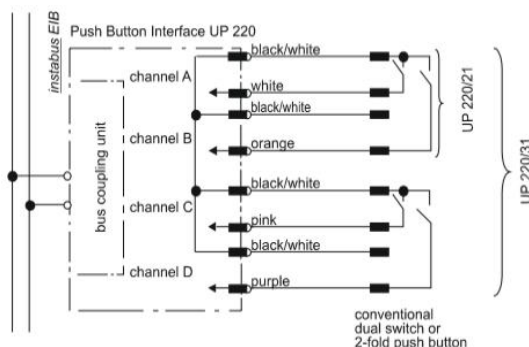 instabus EIB
Push Button Interface UP 220
bus coupling unit
channel A
channel B
channel C
channel D
black/white
white
black/white
orange
black/white
pink
black/white
purple
UP 220/21
UP 220/31
conventional
dual switch or
2-fold push button